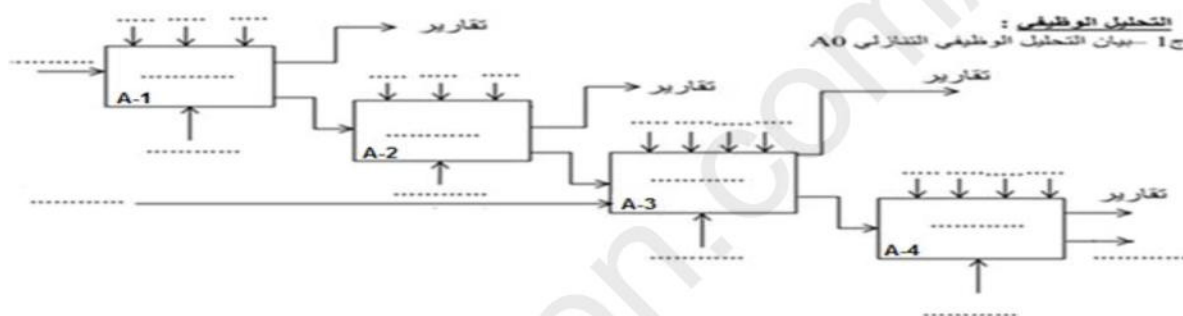 التحليل الوظيفي :
ج1 –بيان التحليل الوظيفي التنازلي A0
تقارير
A-1
تقارير
A-2
تقارير
A-3
تقارير
A-4